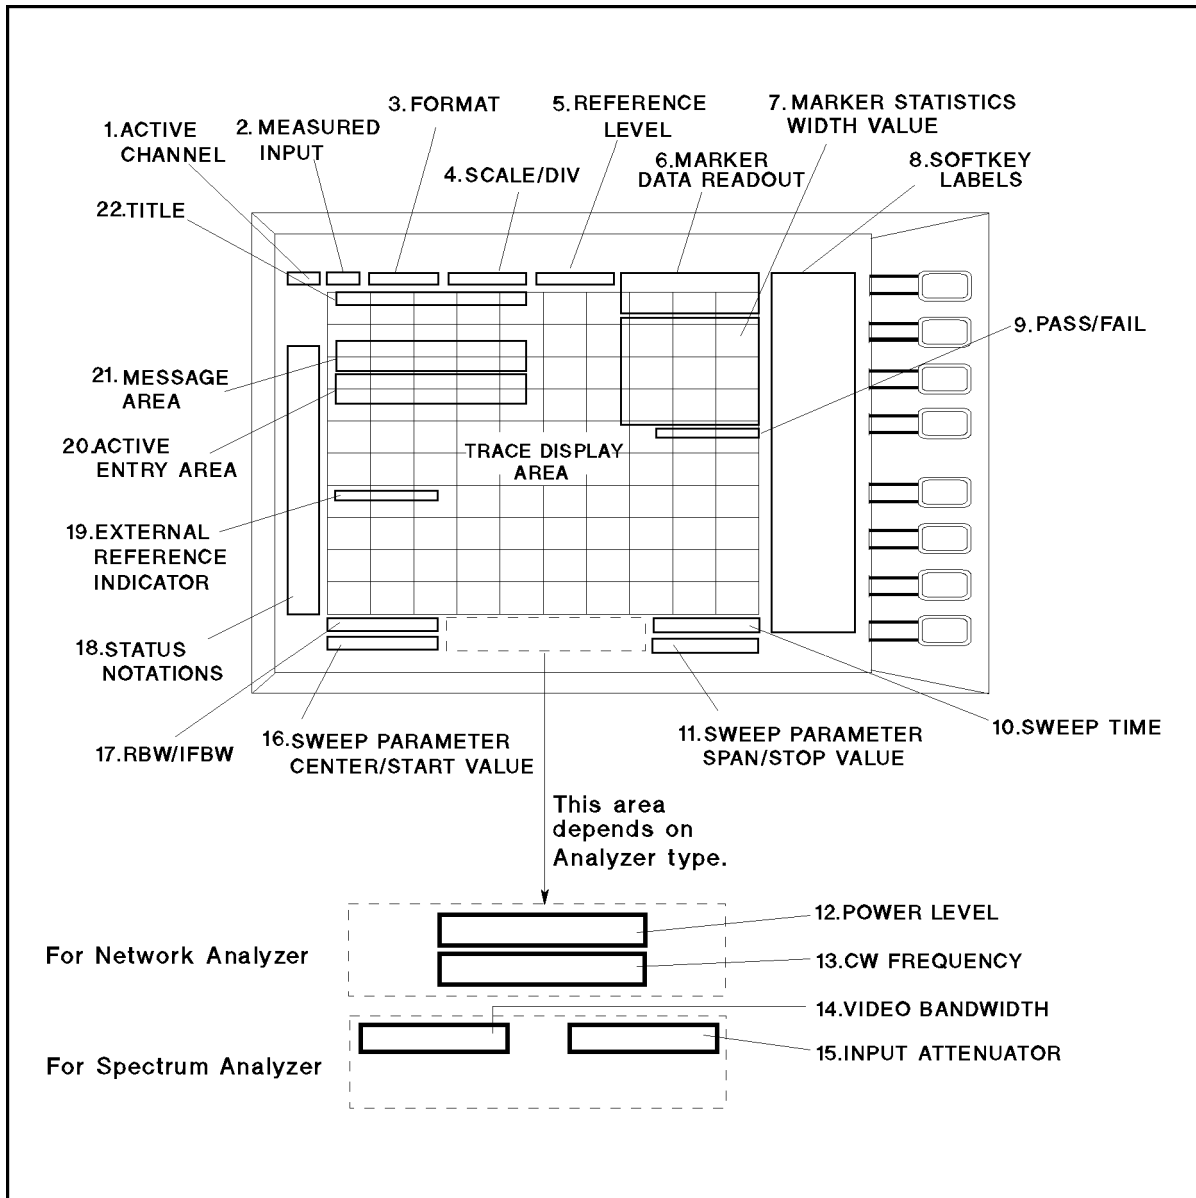 1.ACTIVE
CHANNEL
2. MEASURED
INPUT
3. FORMAT
4. SCALE/DIV
5. REFERENCE
LEVEL
6.MARKER
DATA READOUT
7. MARKER STATISTICS
WIDTH VALUE
8.SOFTKEY
LABELS
22.TITLE
9.PASS/FAIL
21. MESSAGE
AREA
20.ACTIVE
ENTRY AREA
TRACE DISPLAY
AREA
19.EXTERNAL
REFERENCE
INDICATOR
18.STATUS
NOTATIONS
17.RBW/IFBW
16.SWEEP PARAMETER
CENTER/START VALUE
11.SWEEP PARAMETER
SPAN/STOP VALUE
10.SWEEP TIME
This area
depends on
Analyzer type.
For Network Analyzer
12.POWER LEVEL
13.CW FREQUENCY
14.VIDEO BANDWIDTH
For Spectrum Analyzer
15.INPUT ATTENUATOR